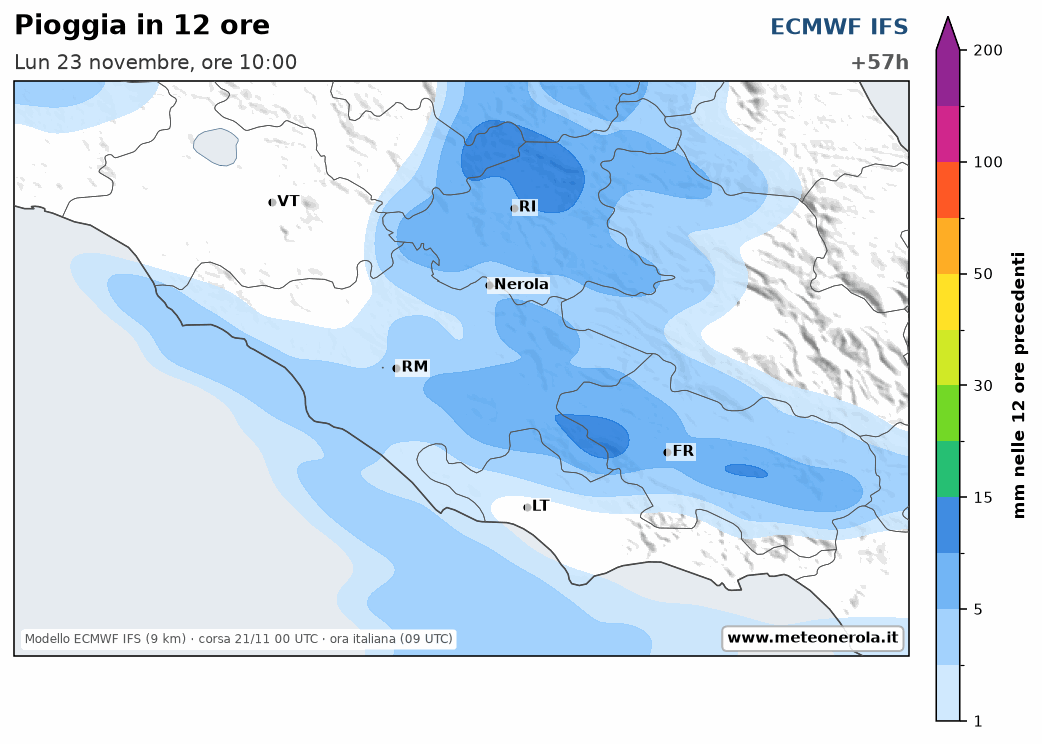 Pioggia in 12 ore
ECMWF IFS
Lun 23 novembre, ore 10:00
+57h
VT
RI
Nerola
RM
FR
LT
Modello ECMWF IFS (9 km) · corsa 21/11 00 UTC · ora italiana (09 UTC)
www.meteonerola.it
200
100
50
30
15
5
1
mm nelle 12 ore precedenti